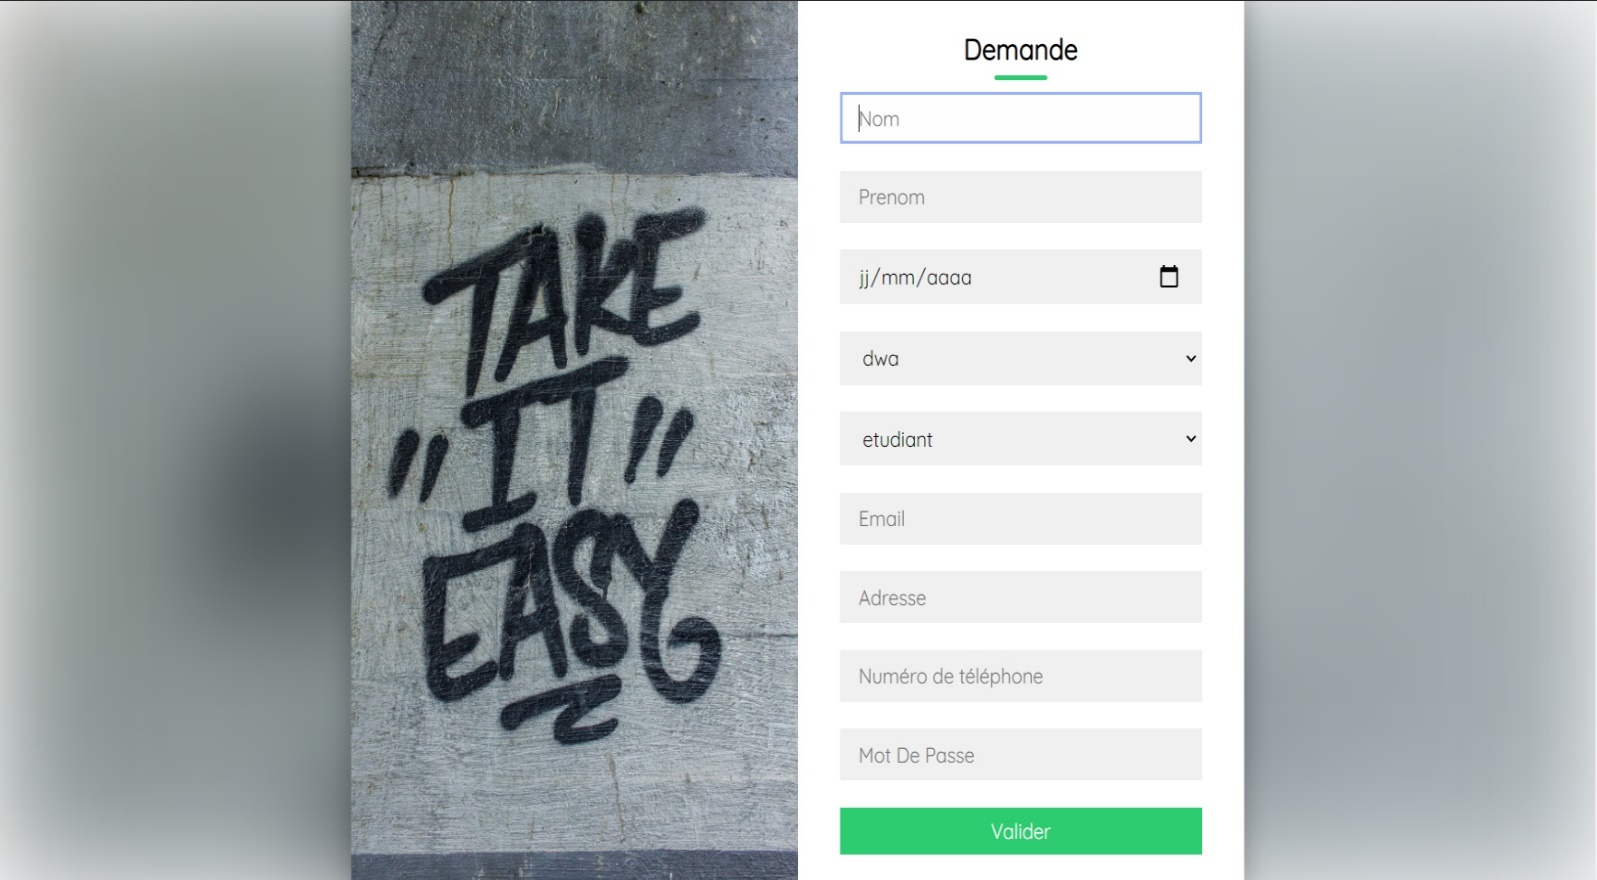 TAKE
"IT"
EASY
Demande
Nom
Prenom
jj/mm/aaaa
dwa
etudiant
Email
Adresse
Numéro de téléphone
Mot De Passe
Valider